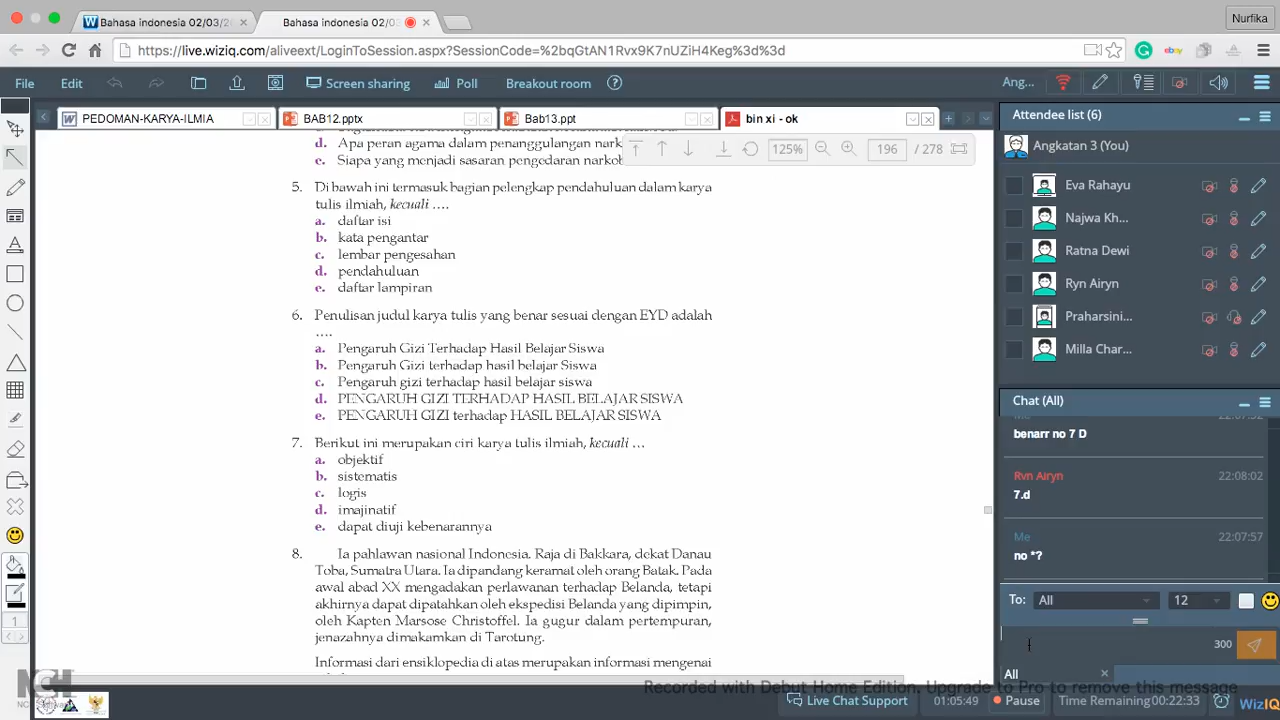 Bahasa indonesia 02/03/20
Bahasa indonesia 02/03/
Nurfika
https://live.wiziq.com/aliveext/LoginToSession.aspx?SessionCode=%2bqGtAN1Rvx9K7nUZiH4Keg%3d%3d
ebay
File
Edit
Screen sharing
Poll
Breakout room
Ang...
PEDOMAN-KARYA-ILMIA
BAB12.pptx
Bab13.ppt
bin xi - ok
125%
196 / 278
d. Apa peran agama dalam penanggulangan nark
e. Siapa yang menjadi sasaran pengedaran narkob
5. Di bawah ini termasuk bagian pelengkap pendahuluan dalam karya
tulis ilmiah, kecuali ….
a. daftar isi
b. kata pengantar
c. lembar pengesahan
d. pendahuluan
e. daftar lampiran
6. Penulisan judul karya tulis yang benar sesuai dengan EYD adalah
….
a. Pengaruh Gizi Terhadap Hasil Belajar Siswa
b. Pengaruh Gizi terhadap hasil belajar Siswa
c. Pengaruh gizi terhadap hasil belajar siswa
d. PENGARUH GIZI TERHADAP HASIL BELAJAR SISWA
e. PENGARUH GIZI terhadap HASIL BELAJAR SISWA
7. Berikut ini merupakan ciri karya tulis ilmiah, kecuali …
a. objektif
b. sistematis
c. logis
d. imajinatif
e. dapat diuji kebenarannya
8. Ia pahlawan nasional Indonesia. Raja di Bakkara, dekat Danau
Toba, Sumatra Utara. Ia dipandang keramat oleh orang Batak. Pada
awal abad XX mengadakan perlawanan terhadap Belanda, tetapi
akhirnya dapat dipatahkan oleh ekspedisi Belanda yang dipimpin,
oleh Kapten Marsose Christoffel. Ia gugur dalam pertempuran,
jenazahnya dimakamkan di Tarotung.
Informasi dari ensiklopedia di atas merupakan informasi mengenai
1
Attendee list (6)
Angkatan 3 (You)
Eva Rahayu
Najwa Kh...
Ratna Dewi
Ryn Airyn
Praharsini...
Milla Char...
Chat (All)
Me 22:07:52
benarr no 7 D
Ryn Airyn 22:08:02
7.d
Me 22:07:57
no *?
To: All 12
300
All
NCH
Recorded with Debut Home Edition. Upgrade to Pro to remove this message
Live Chat Support
01:05:49
Pause
Time Remaining 00:22:33
WizIQ